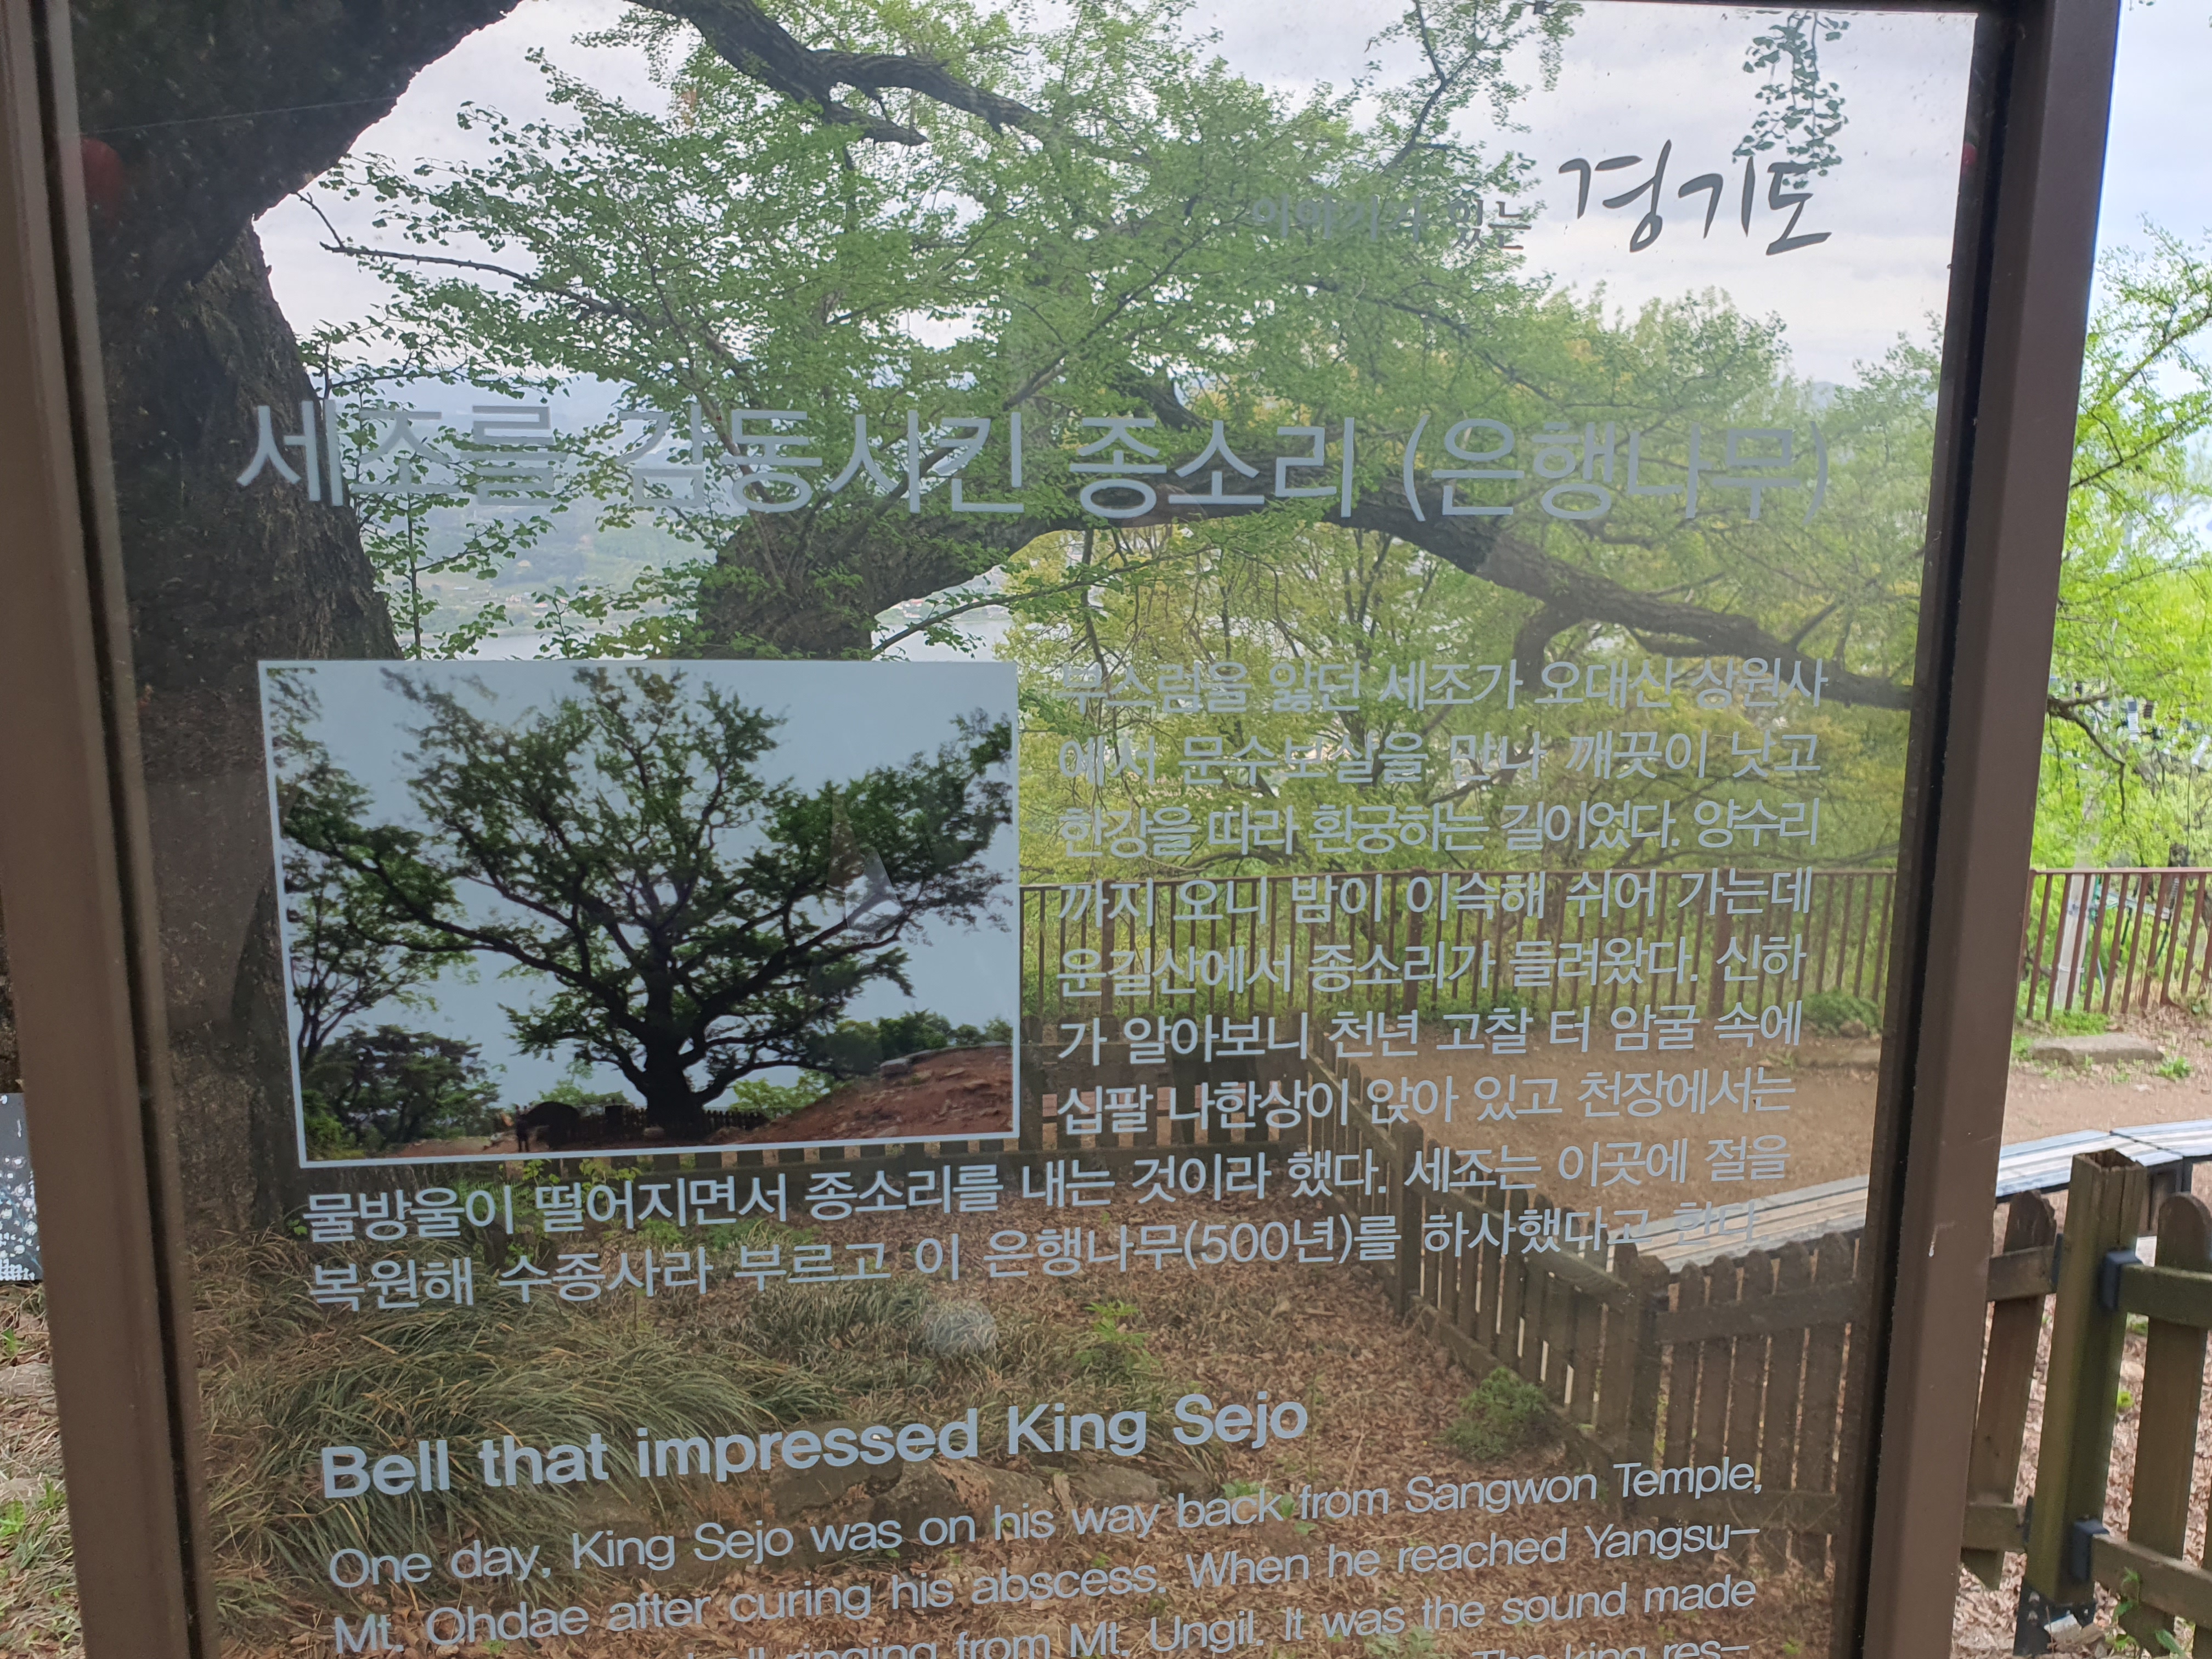 이야기가 있는 경기도
세조를 감동시킨 종소리 (은행나무)
부스럼을 앓던 세조가 오대산 상원사
에서 문수보살을 만나 깨끗이 낫고
한강을 따라 환궁하는 길이었다. 양수리
까지 오니 밤이 이슥해 쉬어 가는데
운길산에서 종소리가 들려왔다. 신하
가 알아보니 천년 고찰 터 암굴 속에
십팔 나한상이 앉아 있고 천장에서는
물방울이 떨어지면서 종소리를 내는 것이라 했다. 세조는 이곳에 절을
복원해 수종사라 부르고 이 은행나무(500년)를 하사했다고 한다
Bell that impressed King Sejo
One day, King Sejo was on his way back from Sangwon Temple,
Mt. Ohdae after curing his abscess. When he reached Yangsu-
ringing from Mt. Ungil. It was the sound made
The king res-